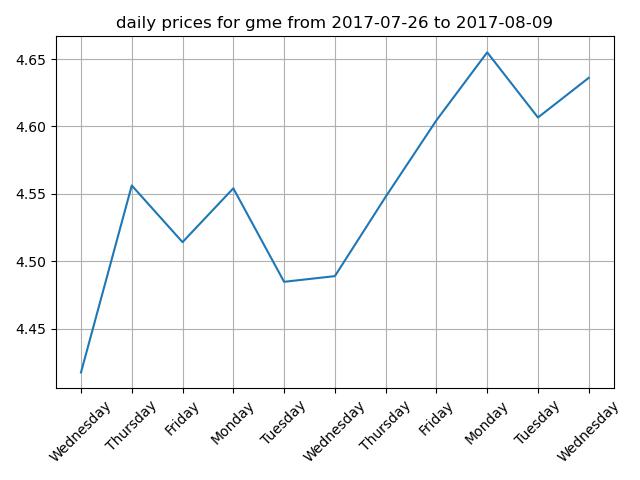 daily prices for gme from 2017-07-26 to 2017-08-09
4.65
4.60
4.55
4.50
4.45
Wednesday
Thursday
Friday
Monday
Tuesday
Wednesday
Thursday
Friday
Monday
Tuesday
Wednesday